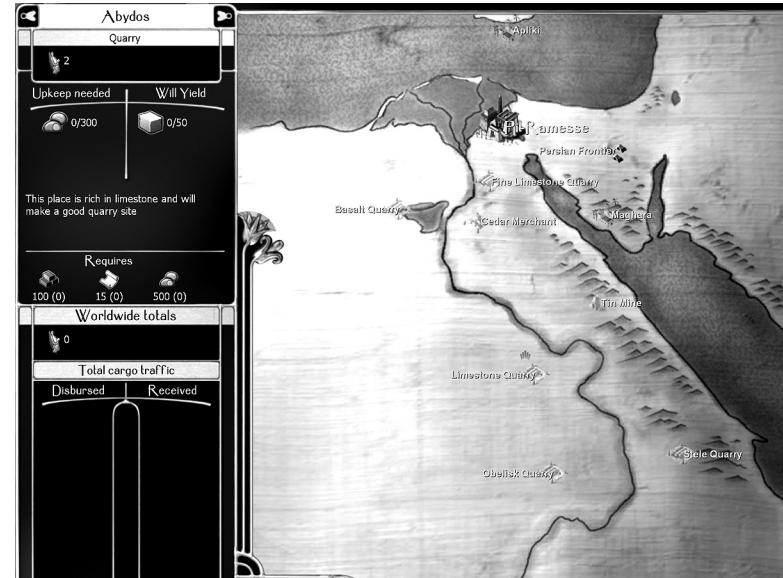 Abydos
Quarry
2
Upkeep needed
Will Yield
0/300
0/50
This place is rich in limestone and will
make a good quarry site
Requires
100 (0)
15 (0)
500 (0)
Worldwide totals
0
Total cargo traffic
Disbursed
Received
Apliki
Pi-Ramesse
Persian Frontier
Fine Limestone Quarry
Basalt Quarry
Maghara
Cedar Merchant
Tin Mine
Limestone Quarry
Stele Quarry
Obelisk Quarry